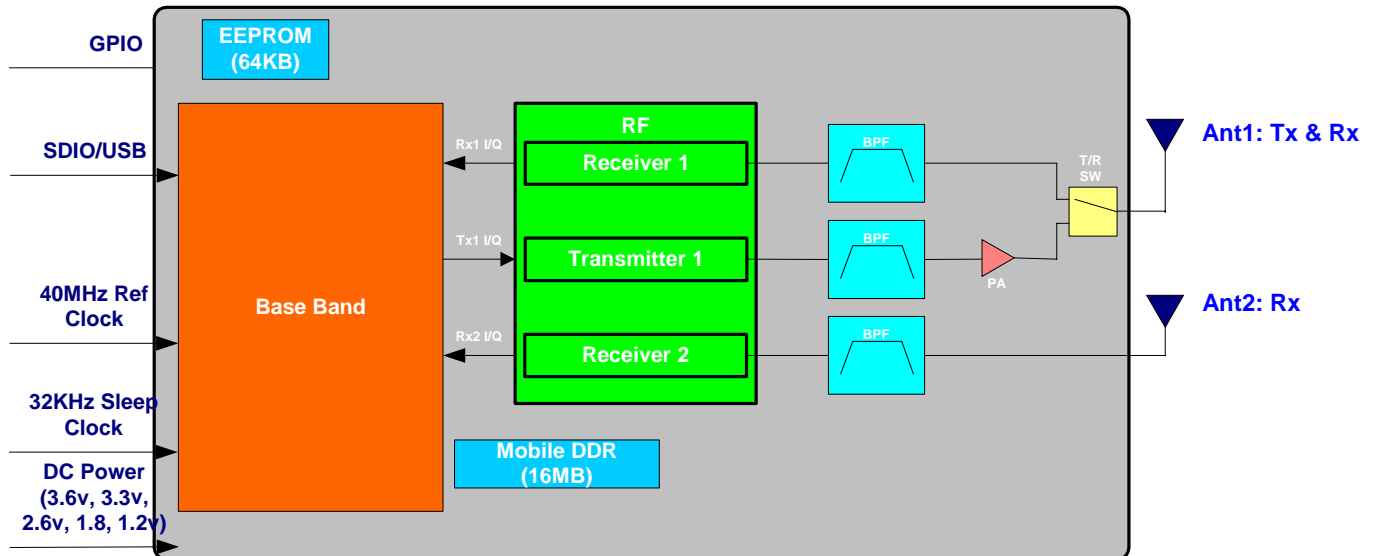 GPIO
EEPROM
(64KB)
SDIO/USB
40MHz Ref
Clock
32KHz Sleep
Clock
DC Power
(3.6v, 3.3v,
2.6v, 1.8, 1.2v)
Base Band
Rx1 I/Q
Tx1 I/Q
Rx2 I/Q
RF
Receiver 1
Transmitter 1
Receiver 2
Mobile DDR
(16MB)
BPF
BPF
BPF
PA
T/R
SW
Ant1: Tx & Rx
Ant2: Rx